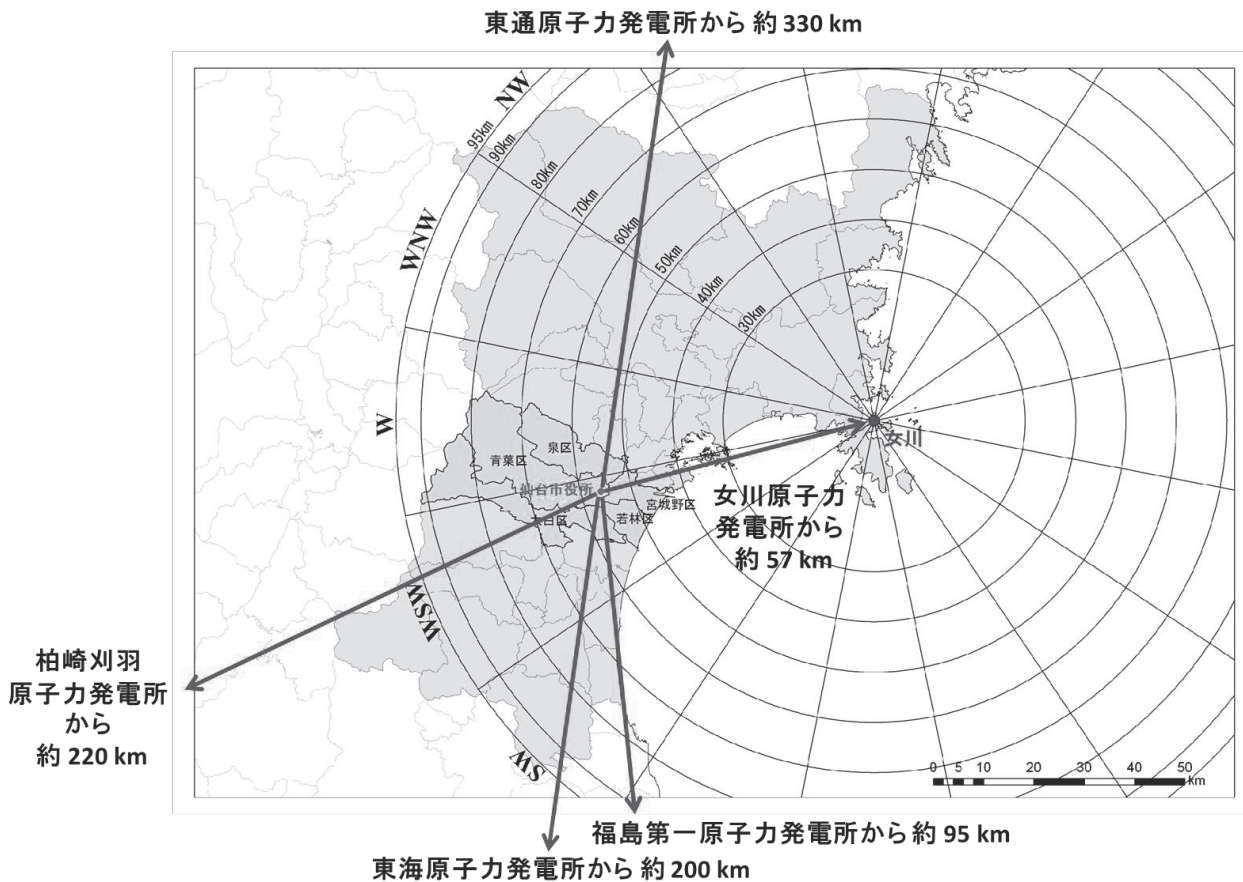 東通原子力発電所から 約 330 km
NW
WNW
W
WSW
SW
95km
90km
80km
70km
60km
50km
40km
30km
青葉区
泉区
仙台市役所
宮城野区
太白区
若林区
女川
女川原子力
発電所から
約 57 km
柏崎刈羽
原子力発電所
から
約 220 km
0 5 10 20 30 40 50
km
福島第一原子力発電所から 約 95 km
東海原子力発電所から 約 200 km